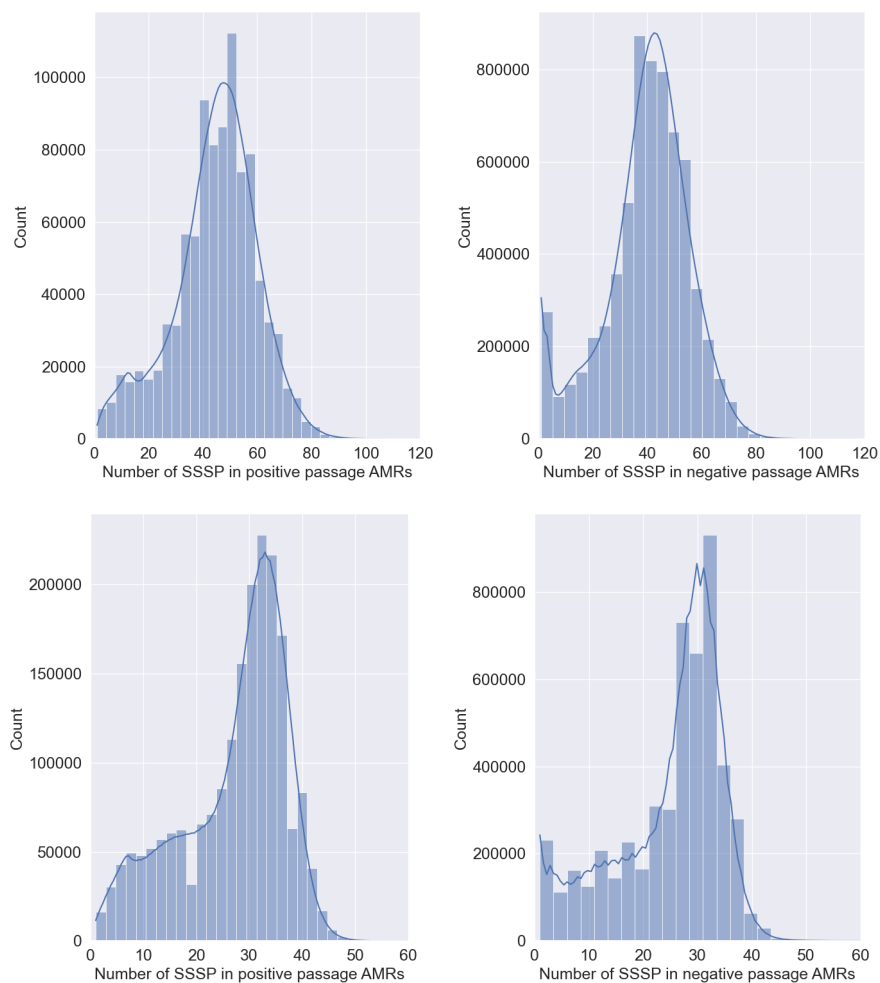 100000
80000
60000
40000
20000
0
Count
0 20 40 60 80 100 120
Number of SSSP in positive passage AMRs
800000
600000
400000
200000
0
Count
0 20 40 60 80 100 120
Number of SSSP in negative passage AMRs
200000
150000
100000
50000
0
Count
0 10 20 30 40 50 60
Number of SSSP in positive passage AMRs
800000
600000
400000
200000
0
Count
0 10 20 30 40 50 60
Number of SSSP in negative passage AMRs